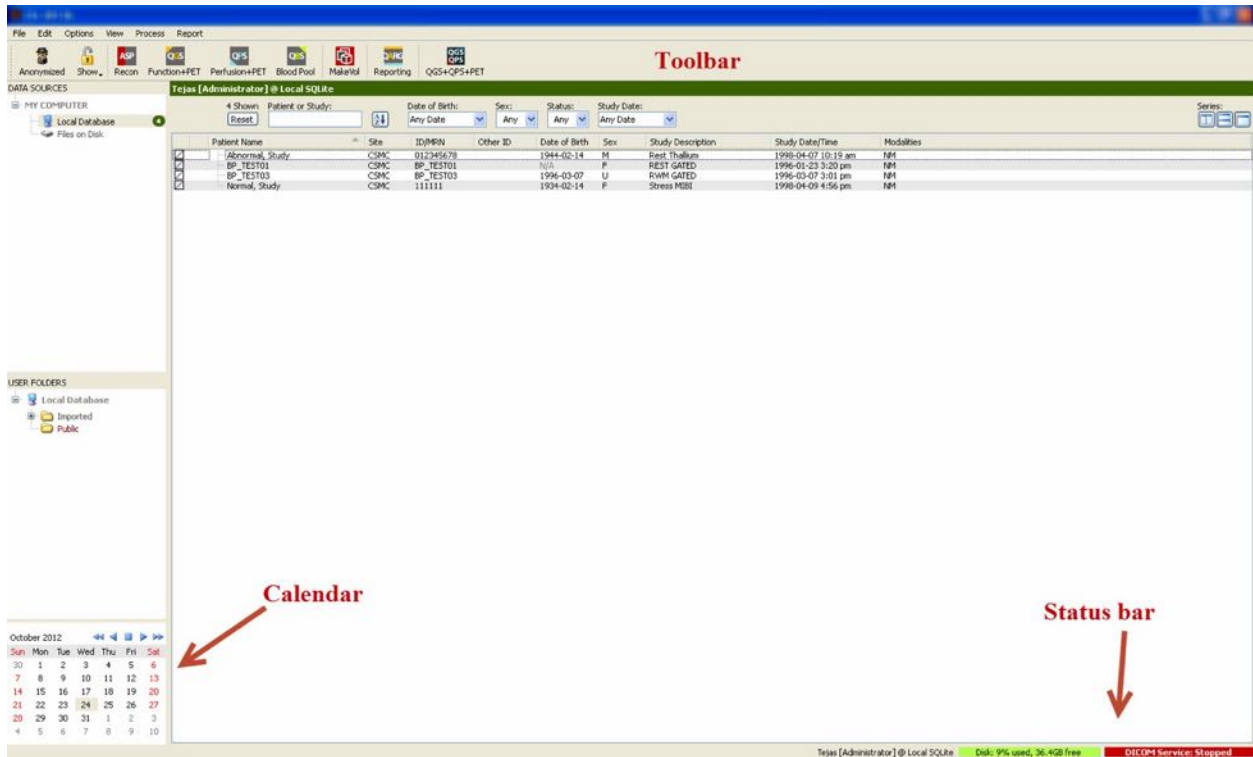 File Edit Options View Process Report
Anonymized Show Recon Function+PET Perfusion+PET Blood Pool MakeVol Reporting QGS+QPS+PET
ASP QGS QPS QBS QARG QGS QPS
Toolbar
DATA SOURCES
MY COMPUTER
Local Database 4
Files on Disk
Tejas [Administrator] @ Local SQLite
4 Shown Patient or Study: Date of Birth: Sex: Status: Study Date: Series:
Reset Any Date Any Any Any Date
Patient Name Site ID/MRN Other ID Date of Birth Sex Study Description Study Date/Time Modalities
Abnormal, Study CSMC 012345678 1944-02-14 M Rest Thallium 1998-04-07 10:19 am NM
BP_TEST01 CSMC BP_TEST01 N/A F REST GATED 1996-01-23 3:20 pm NM
BP_TEST03 CSMC BP_TEST03 1996-03-07 U RWM GATED 1996-03-07 3:01 pm NM
Normal, Study CSMC 111111 1934-02-14 F Stress MIBI 1998-04-09 4:56 pm NM
USER FOLDERS
Local Database
Imported
Public
Calendar
Status bar
October 2012
Sun Mon Tue Wed Thu Fri Sat
30 1 2 3 4 5 6
7 8 9 10 11 12 13
14 15 16 17 18 19 20
21 22 23 24 25 26 27
28 29 30 31 1 2 3
4 5 6 7 8 9 10
Tejas [Administrator] @ Local SQLite Disk: 9% used, 36.4GB free DICOM Service: Stopped